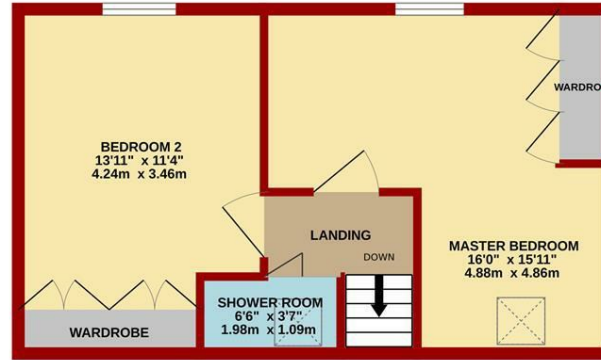 BEDROOM 2
13'11" x 11'4"
4.24m x 3.46m
WARDRO
LANDING
DOWN
MASTER BEDROOM
16'0" x 15'11"
4.88m x 4.86m
SHOWER ROOM
6'6" x 3'7"
1.98m x 1.09m
WARDROBE